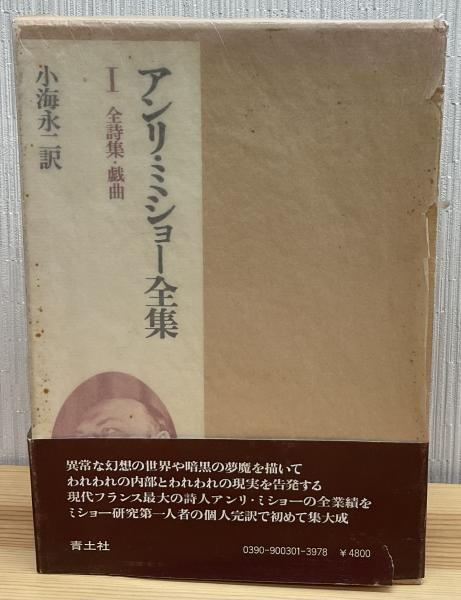 アンリ・ミショー全集
I 全詩集・戯曲
小海永二訳
異常な幻想の世界や暗黒の夢魔を描いて
われわれの内部とわれわれの現実を告発する
現代フランス最大の詩人アンリ・ミショーの全業績を
ミショー研究第一人者の個人完訳で初めて集大成
青土社
0390-900301-3978 ￥4800